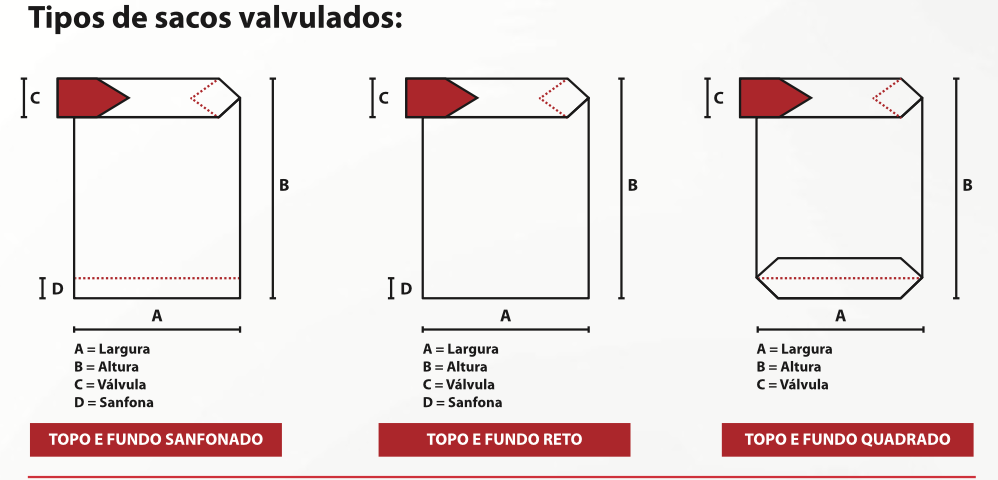 Tipos de sacos valvulados:
C
B
D
A
A = Largura
B = Altura
C = Válvula
D = Sanfona
TOPO E FUNDO SANFONADO
C
B
D
A
A = Largura
B = Altura
C = Válvula
D = Sanfona
TOPO E FUNDO RETO
C
B
A
A = Largura
B = Altura
C = Válvula
TOPO E FUNDO QUADRADO